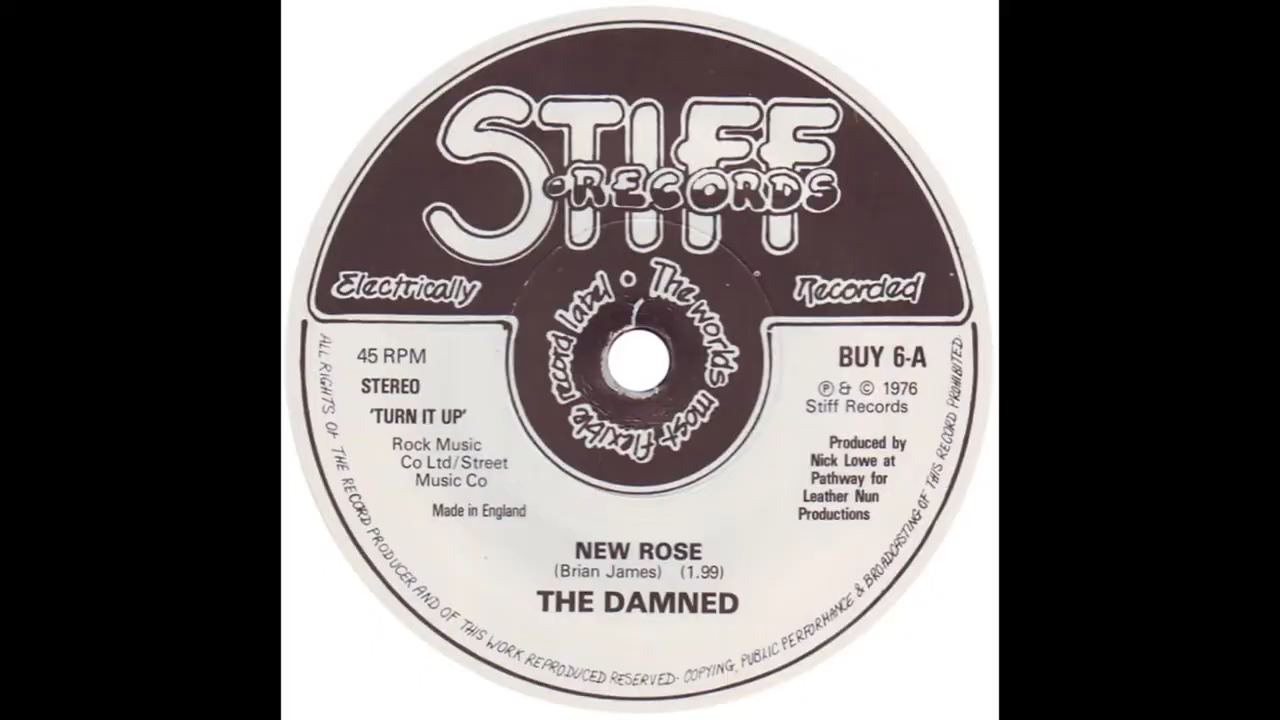 STIFF
RECORDS
Electrically
Recorded
The worlds most flexible record label •
45 RPM
STEREO
'TURN IT UP'
Rock Music
Co Ltd/Street
Music Co
Made in England
BUY 6-A
Ⓟ & © 1976
Stiff Records
Produced by
Nick Lowe at
Pathway for
Leather Nun
Productions
NEW ROSE
(Brian James) (1.99)
THE DAMNED
ALL RIGHTS OF THE RECORD PRODUCER AND OF THIS WORK REPRODUCED RESERVED · COPYING, PUBLIC PERFORMANCE & BROADCASTING OF THIS RECORD PROHIBITED.